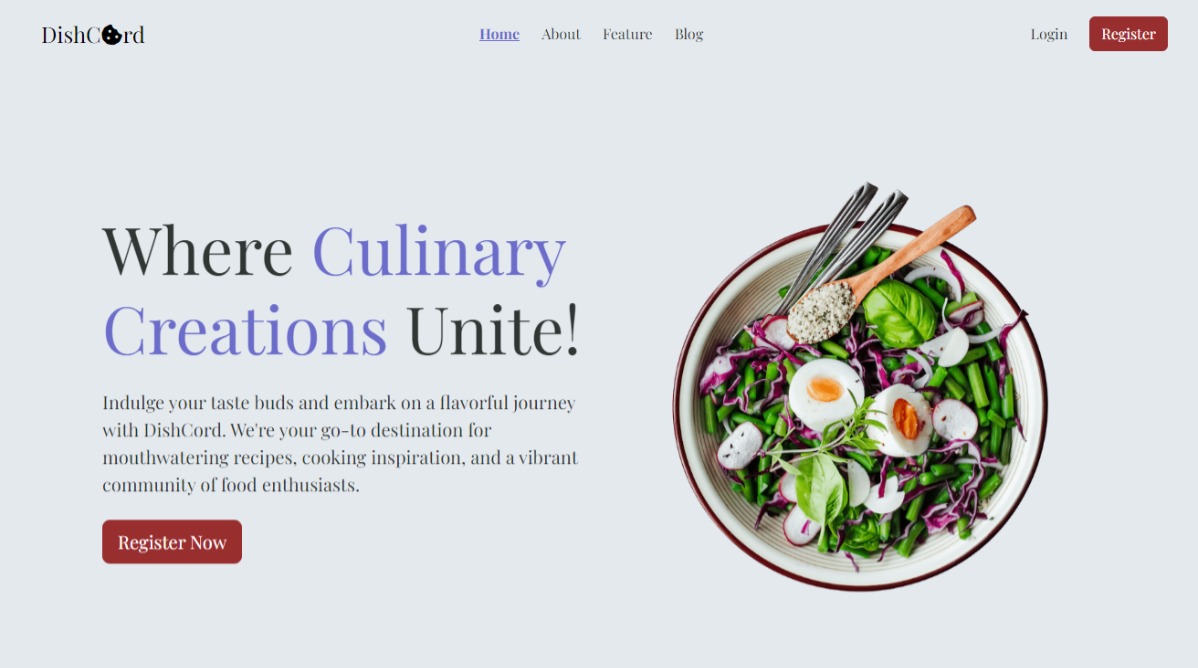 DishCord
Home
About
Feature
Blog
Login
Register
Where Culinary
Creations Unite!
Indulge your taste buds and embark on a flavorful journey
with DishCord. We're your go-to destination for
mouthwatering recipes, cooking inspiration, and a vibrant
community of food enthusiasts.
Register Now